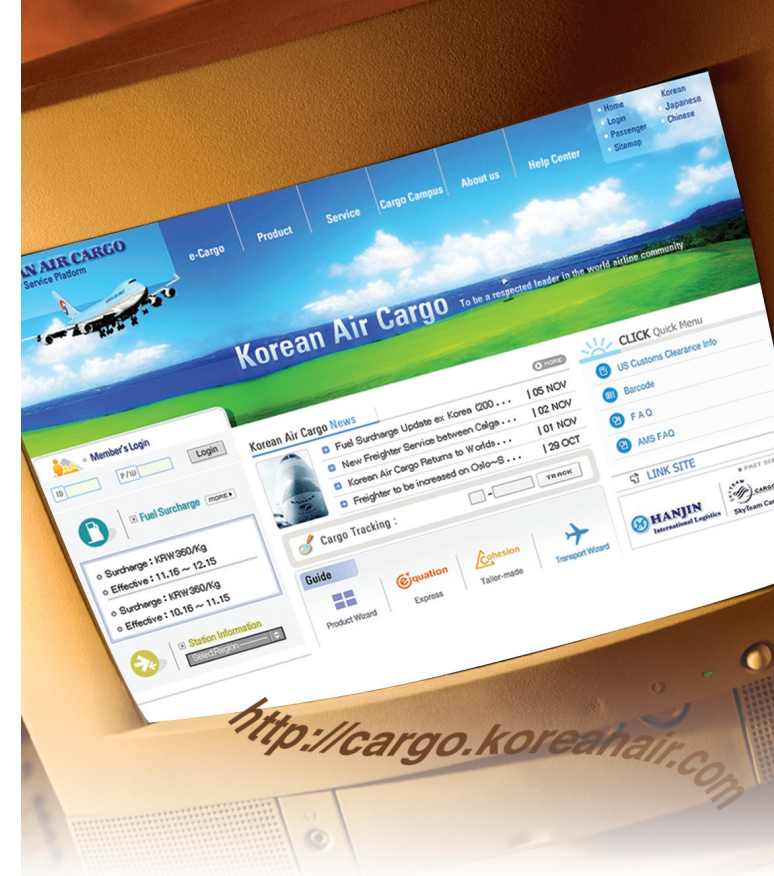 Home
Login
Passenger
Sitemap
Korean
Japanese
Chinese
AN AIR CARGO
Service Platform
e-Cargo
Product
Service
Cargo Campus
About us
Help Center
Korean Air Cargo To be a respected leader in the world airline community
Member's Login
Login
ID
P/W
Fuel Surcharge MORE
Surcharge : KRW360/Kg
Effective : 11.16 ~ 12.15
Surcharge : KRW360/Kg
Effective : 10.16 ~ 11.15
Station Information
Select Region
Korean Air Cargo News
MORE
Fuel Surcharge Update ex Korea (200 . . . | 05 NOV
New Freighter Service between Calga . . . | 02 NOV
Korean Air Cargo Returns to Worlds . . . | 01 NOV
Freighter to be increased on Oslo~S . . . | 29 OCT
Cargo Tracking :
-
TRACK
Guide
Product Wizard
equation
Express
Cohesion
Tailor-made
Transport Wizard
CLICK Quick Menu
US Customs Clearance Info
Barcode
F A Q
AMS FAQ
LINK SITE
HANJIN
International Logistics
CARGO
SkyTeam Car
http://cargo.koreanair.com